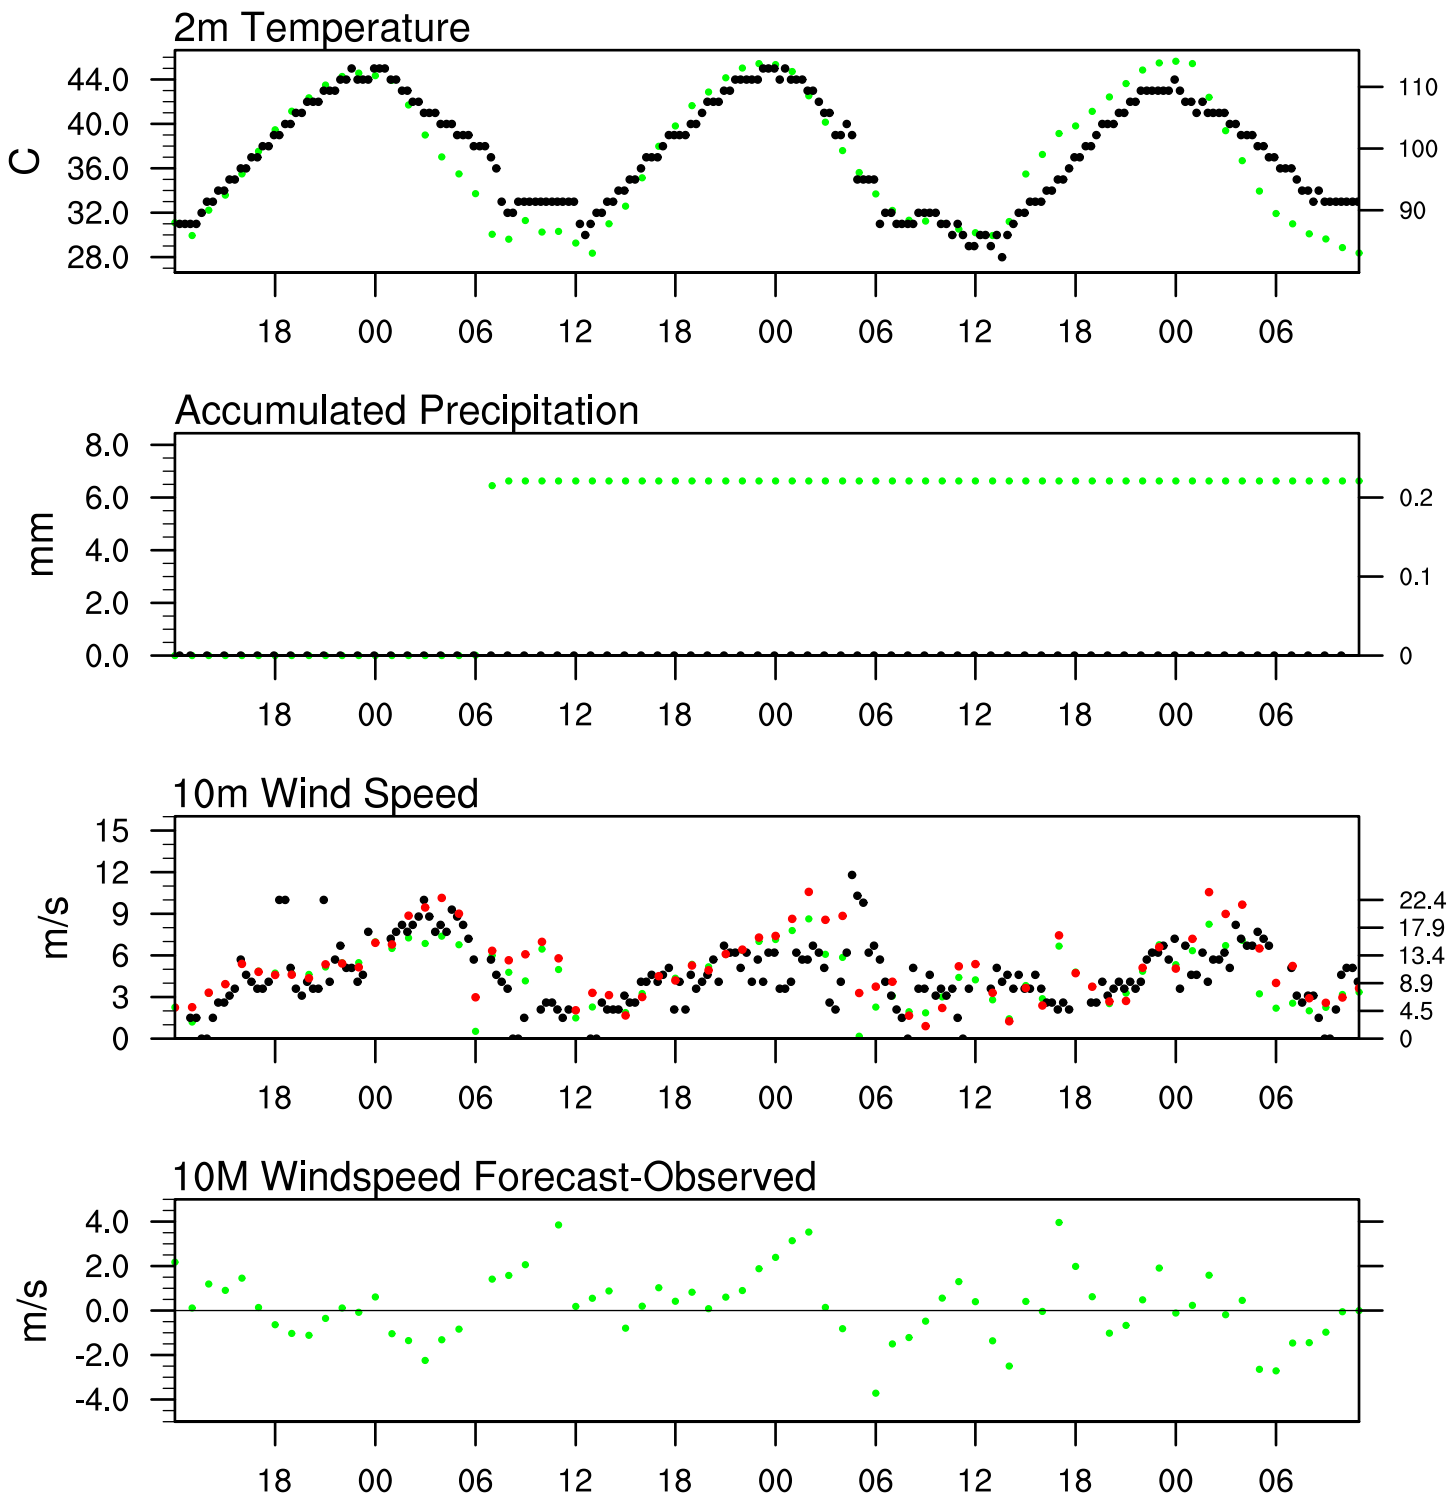 2m Temperature
C
44.0
40.0
36.0
32.0
28.0
110
100
90
18 00 06 12 18 00 06 12 18 00 06
Accumulated Precipitation
mm
8.0
6.0
4.0
2.0
0.0
0.2
0.1
0
18 00 06 12 18 00 06 12 18 00 06
10m Wind Speed
m/s
15
12
9
6
3
0
22.4
17.9
13.4
8.9
4.5
0
18 00 06 12 18 00 06 12 18 00 06
10M Windspeed Forecast-Observed
m/s
4.0
2.0
0.0
-2.0
-4.0
18 00 06 12 18 00 06 12 18 00 06